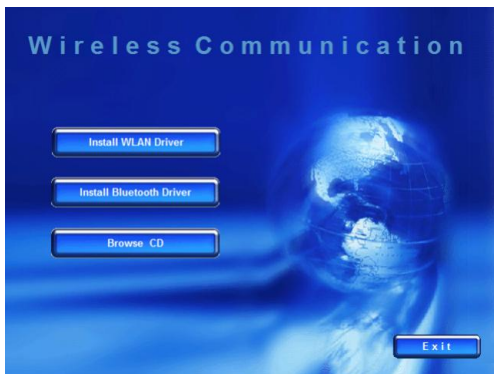 Wireless Communication
Install WLAN Driver
Install Bluetooth Driver
Browse CD
Exit